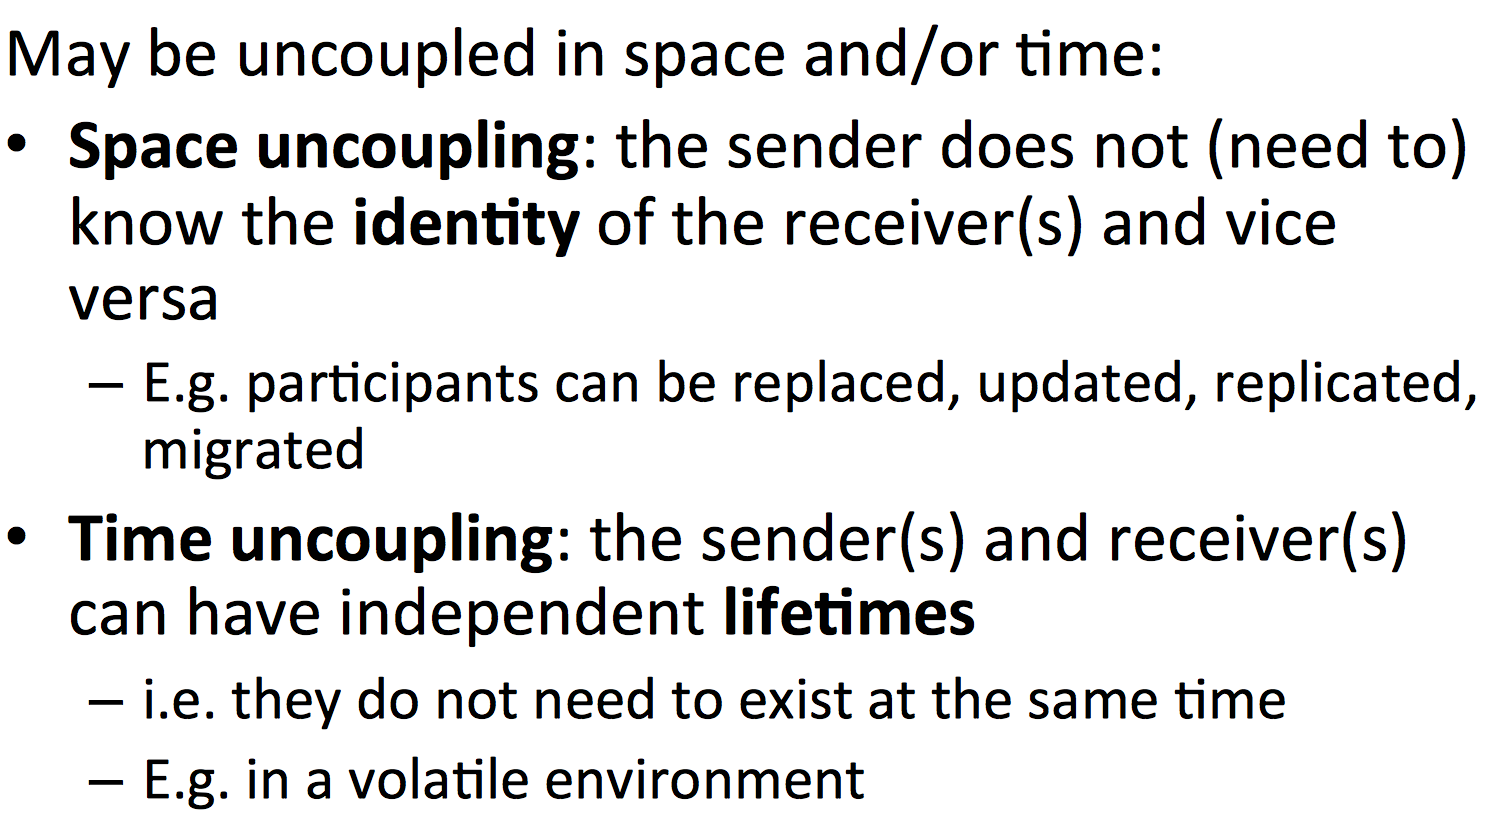 May be uncoupled in space and/or time:
• Space uncoupling: the sender does not (need to)
know the identity of the receiver(s) and vice
versa
– E.g. participants can be replaced, updated, replicated,
migrated
• Time uncoupling: the sender(s) and receiver(s)
can have independent lifetimes
– i.e. they do not need to exist at the same time
– E.g. in a volatile environment